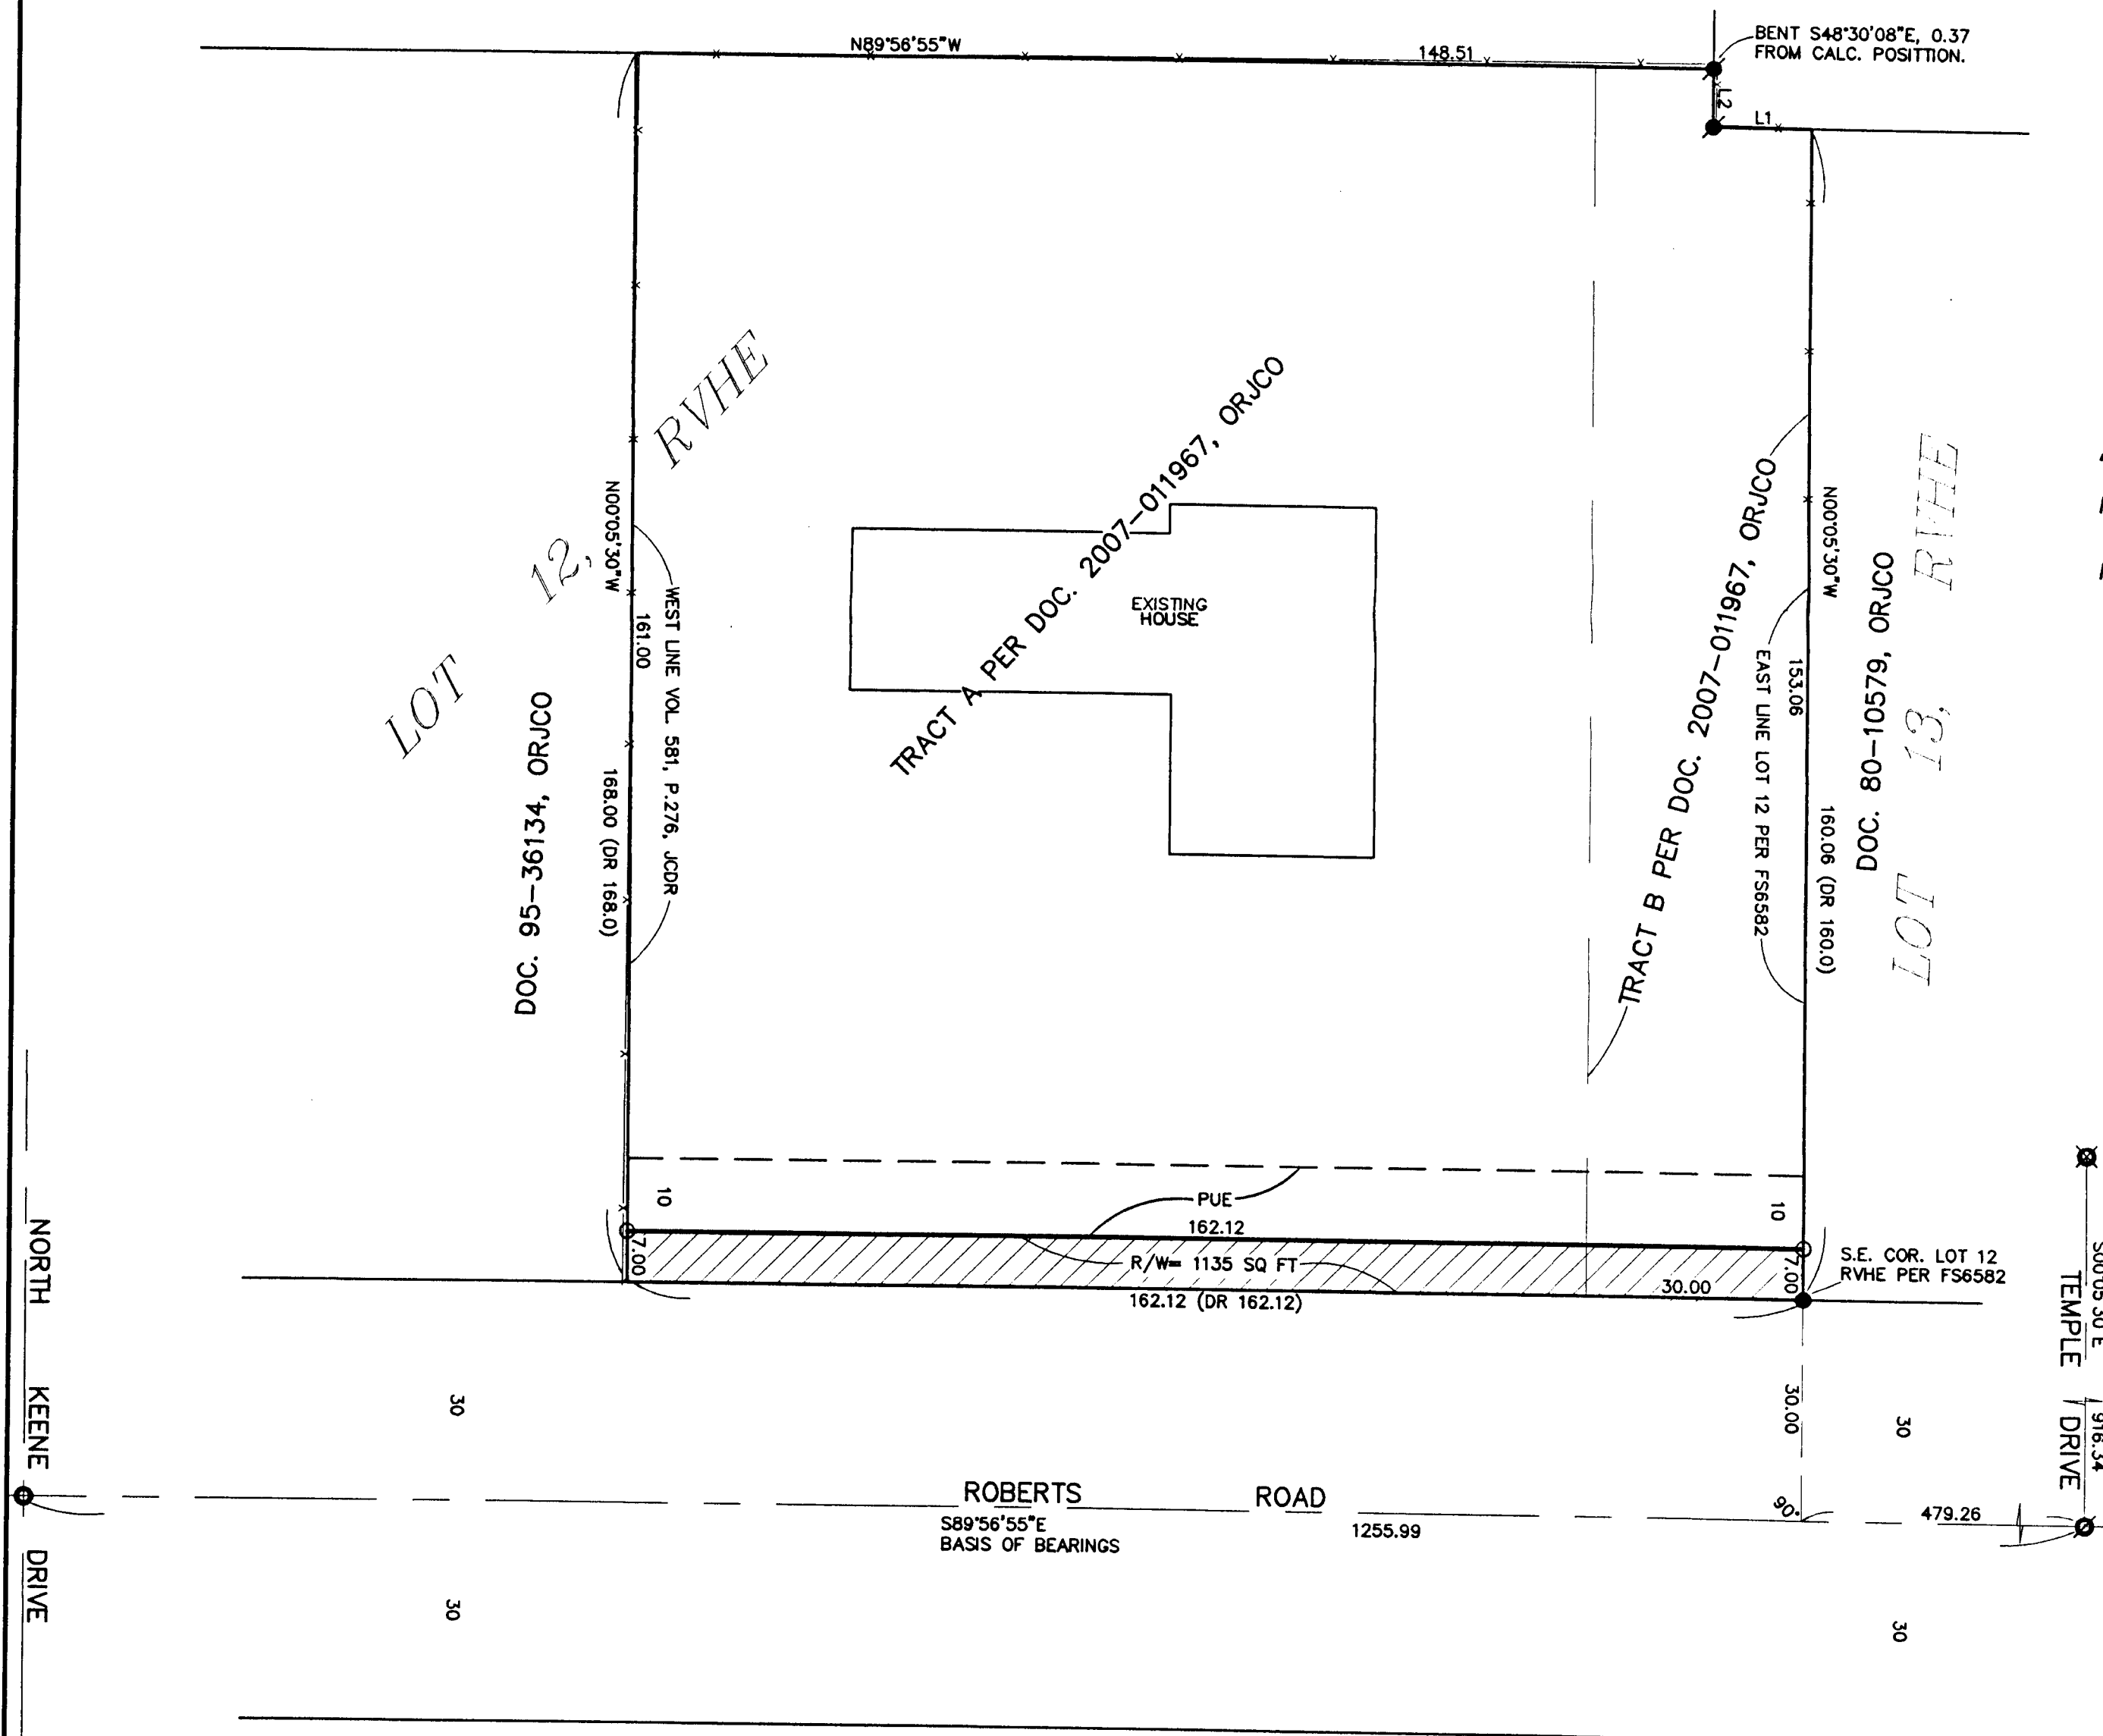 N89°56'55"W
148.51
BENT S48°30'08"E, 0.37
FROM CALC. POSITTION.
L2
L1
LOT 12, RVHE
TRACT A PER DOC. 2007-011967, ORJCO
EXISTING
HOUSE
N00°05'30"W
161.00
WEST LINE VOL. 581, P.276, JCDR
168.00 (DR 168.0)
DOC. 95-36134, ORJCO
TRACT B PER DOC. 2007-011967, ORJCO
N00°05'30"W
153.06
EAST LINE LOT 12 PER FS6582
160.06 (DR 160.0)
DOC. 80-10579, ORJCO
LOT 13, RVHE
10
PUE
10
162.12
7.00
R/W= 1135 SQ FT
30.00
7.00
162.12 (DR 162.12)
S.E. COR. LOT 12
RVHE PER FS6582
S00°05'30"E
916.34
TEMPLE DRIVE
30
30.00
30
NORTH KEENE DRIVE
ROBERTS ROAD
90°
479.26
S89°56'55"E
1255.99
BASIS OF BEARINGS
30
30